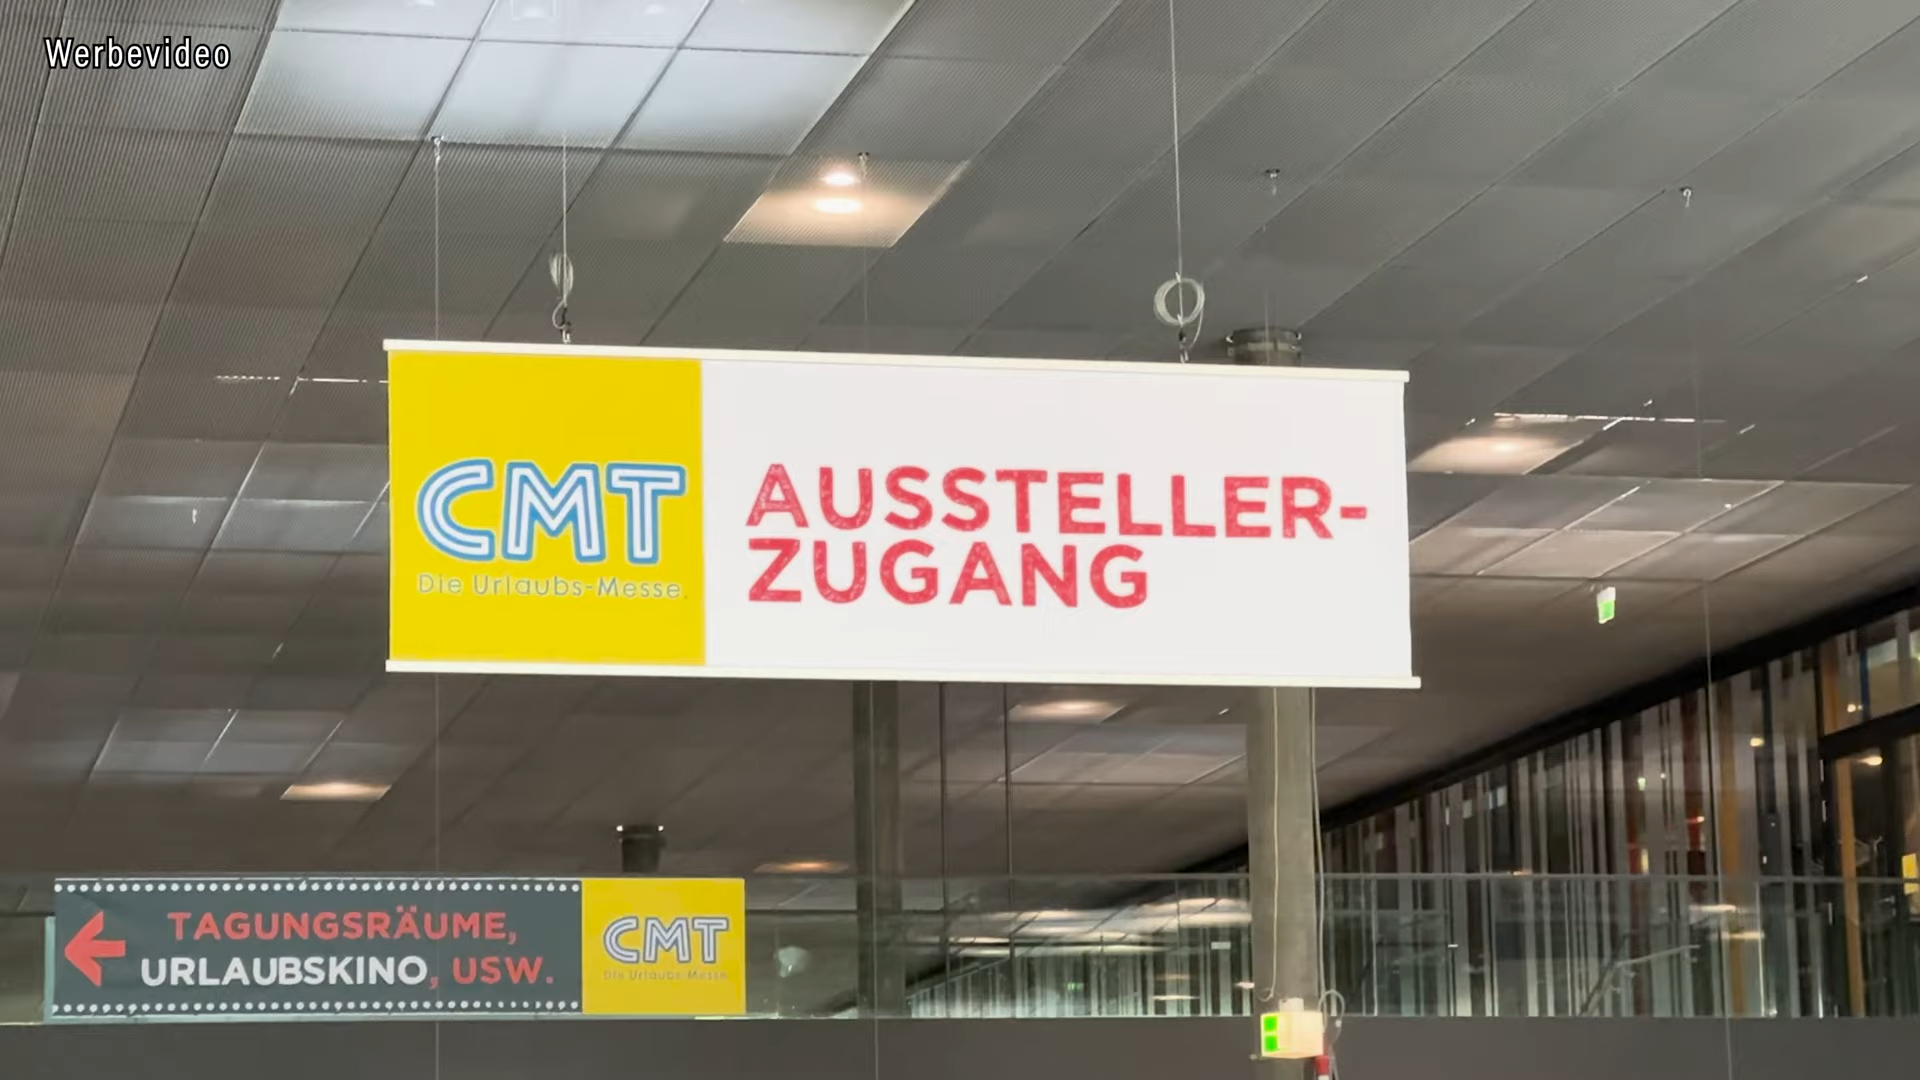 Werbevideo
CMT
Die Urlaubs-Messe.
AUSSTELLER-
ZUGANG
TAGUNGSRÄUME,
URLAUBSKINO, USW.
CMT
Die Urlaubs-Messe.